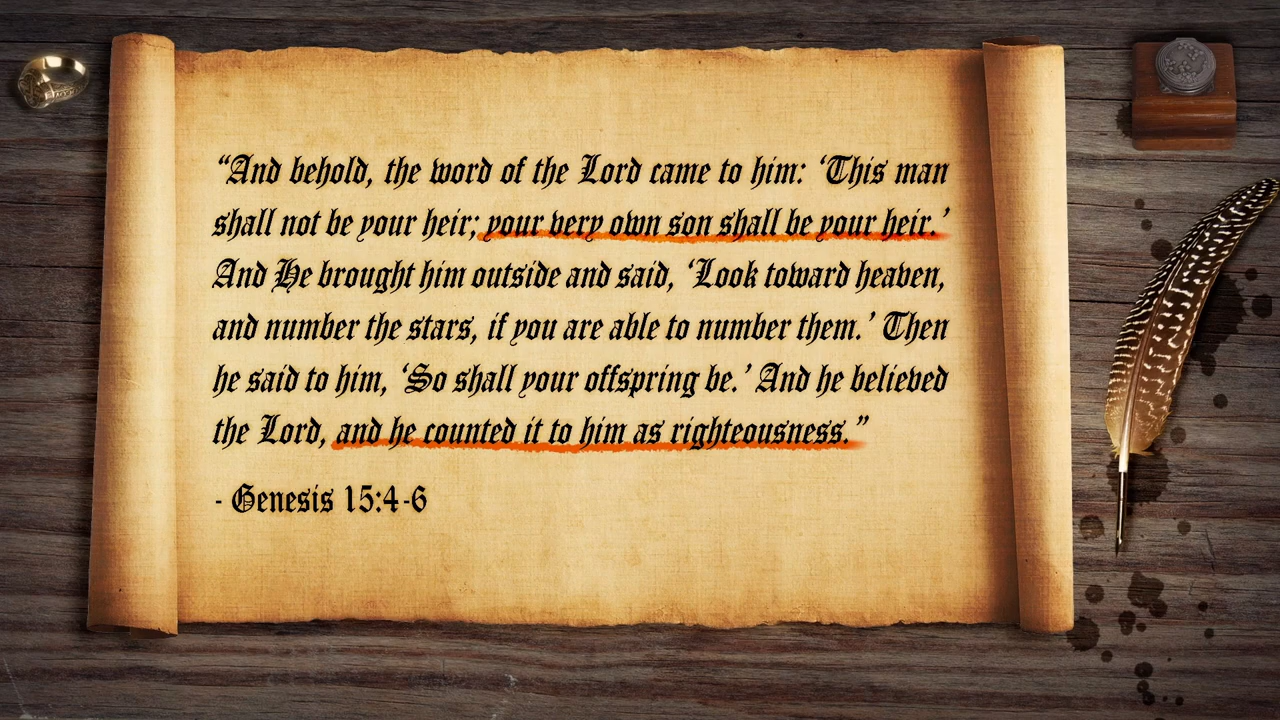 “And behold, the word of the Lord came to him: ‘This man
shall not be your heir; your very own son shall be your heir.’
And He brought him outside and said, ‘Look toward heaven,
and number the stars, if you are able to number them.’ Then
he said to him, ‘So shall your offspring be.’ And he believed
the Lord, and he counted it to him as righteousness.”
- Genesis 15:4-6